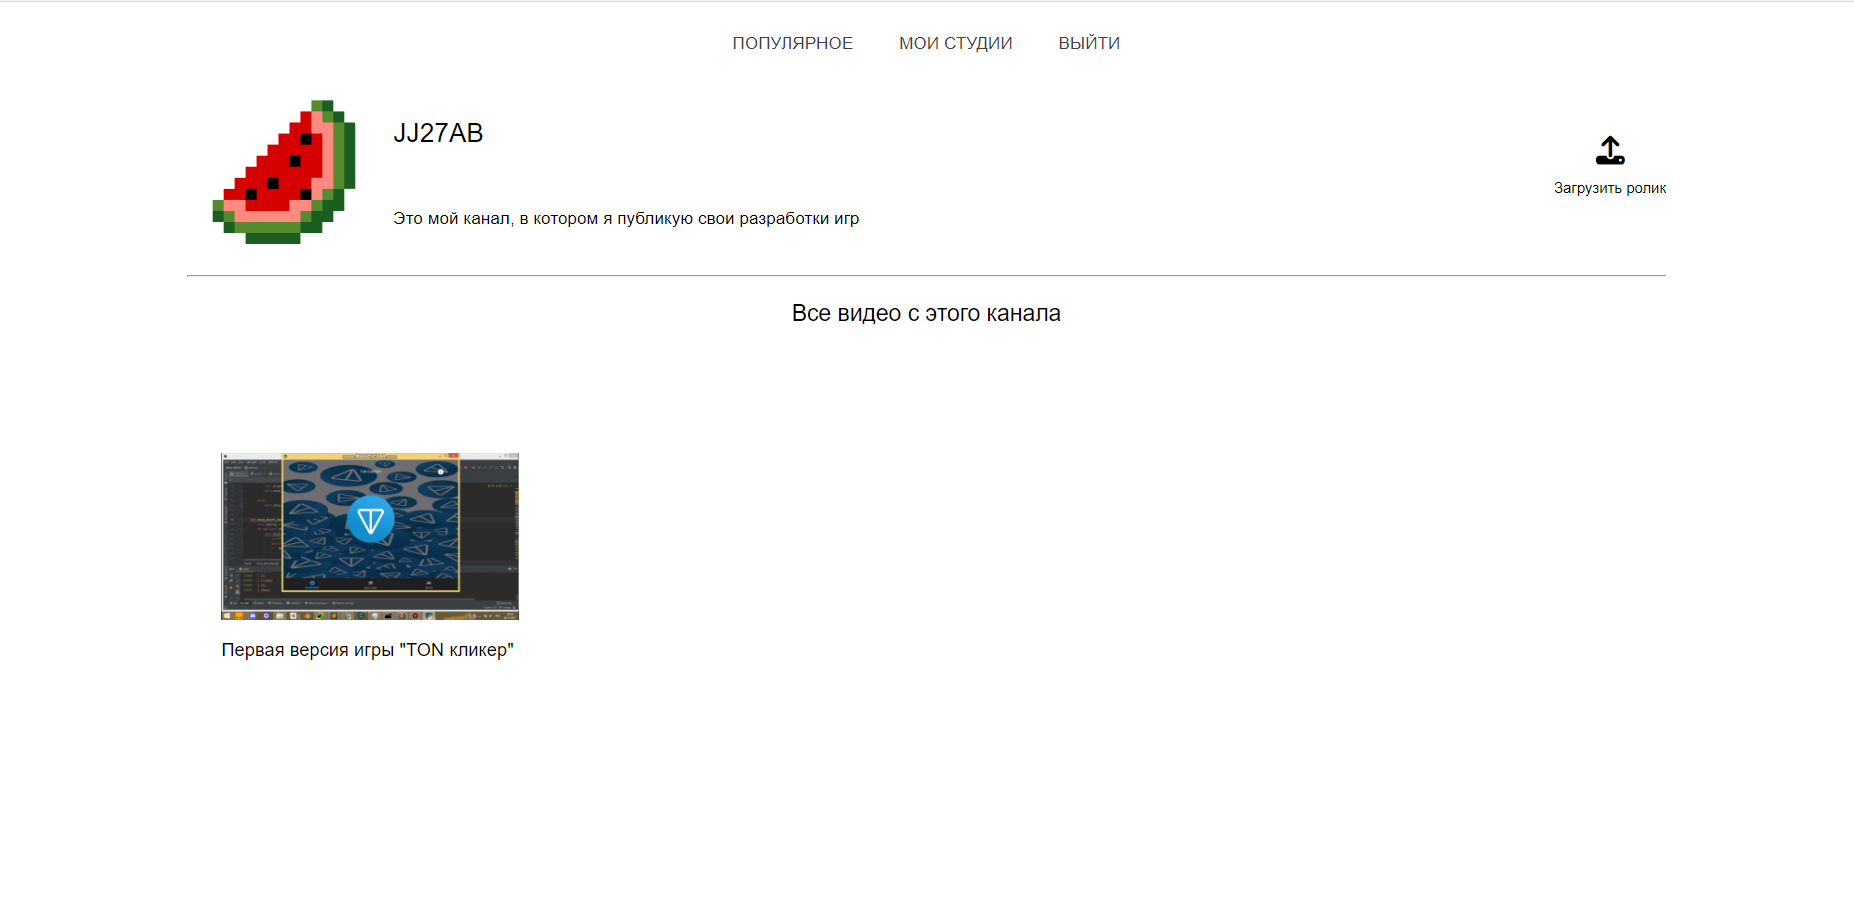 ПОПУЛЯРНОЕ МОИ СТУДИИ ВЫЙТИ
JJ27AB
Загрузить ролик
Это мой канал, в котором я публикую свои разработки игр
Все видео с этого канала
Первая версия игры "TON кликер"